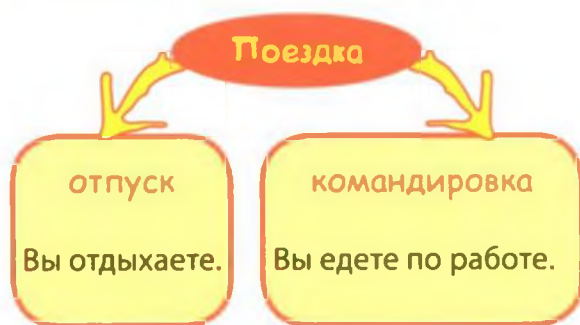 Поездка
отпуск
Вы отдыхаете.
командировка
Вы едете по работе.